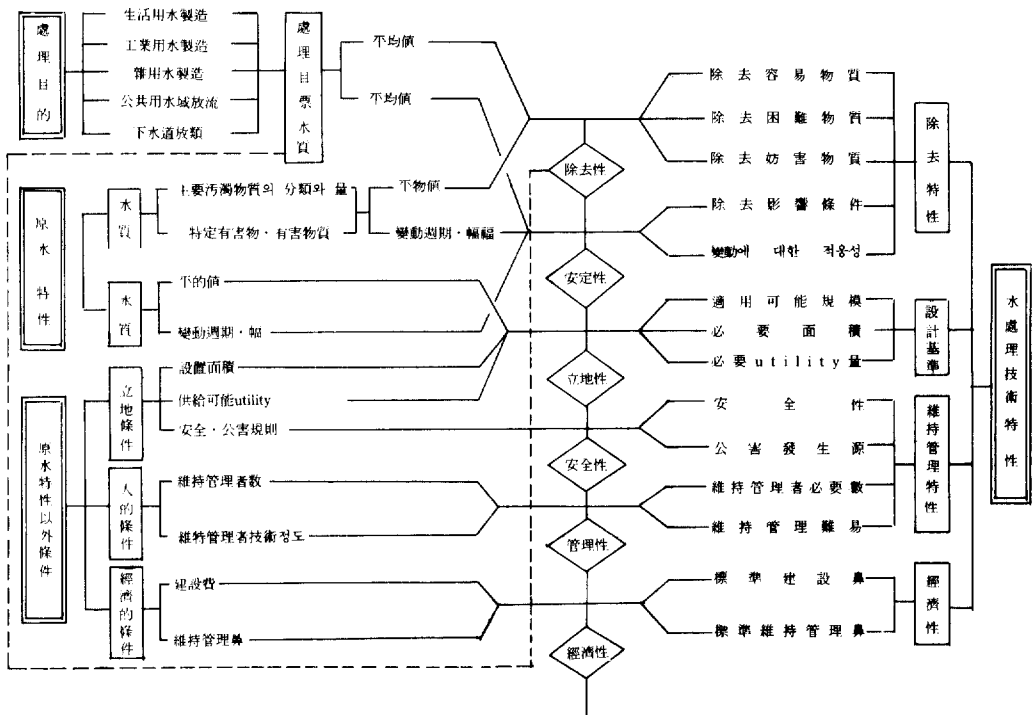 處理目的
生活用水製造
工業用水製造
雜用水製造
公共用水域放流
下水道放類
處理目票水質
平均値
平均値
原水 特性
水質
主要汚濁物質의 分類와 量
特定有害物・有害物質
平物値
變動週期・幅福
水質
平的値
變動週期・幅
原水特性以外條件
立地條件
設置面積
供給可能utility
安全・公害規則
人的條件
維持管理者数
維特管理者技術정도
經濟的條件
建設費
維持管理鼻
除去性
安定性
立地性
安全性
管理性
經濟性
除去容易物質
除去困難物質
除去妨害物質
除去影響條件
變動에 대한 적용성
除去特性
適用可能規模
必要面積
必要utility量
設計基準
安全性
公害發生源
維持管理者必要數
維持管理難易
維持管理特性
標準建設鼻
標準維持管理鼻
經濟性
水處理技術特性